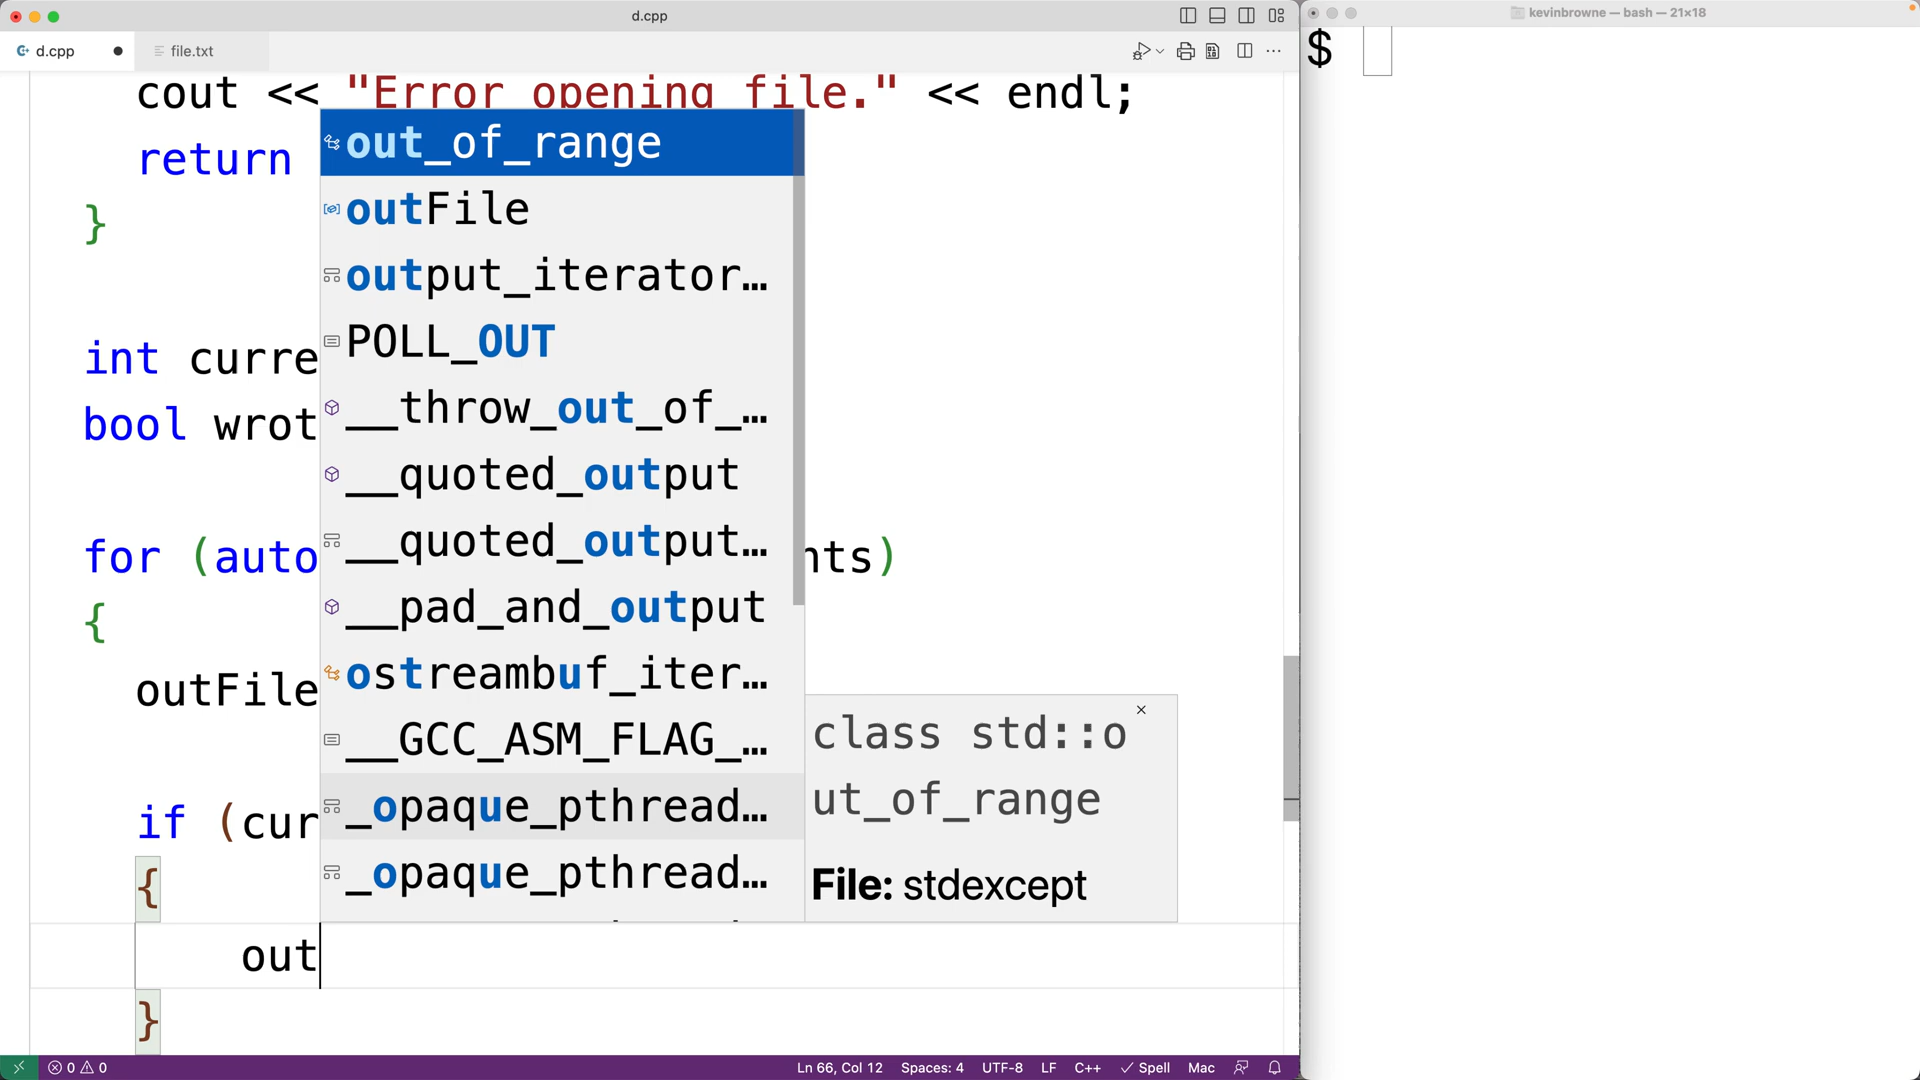 d.cpp
kevinbrowne — bash — 21×18
d.cpp
file.txt
$
cout << "Error opening file." << endl;
return
}
int curre
bool wrot
for (auto
nts)
{
outFile
if (cur
{
out
}
out_of_range
outFile
output_iterator…
POLL_OUT
__throw_out_of_…
__quoted_output
__quoted_output…
__pad_and_output
ostreambuf_iter…
__GCC_ASM_FLAG_…
_opaque_pthread…
_opaque_pthread…
class std::o
ut_of_range
File: stdexcept
0 0
Ln 66, Col 12
Spaces: 4
UTF-8
LF
C++
Spell
Mac